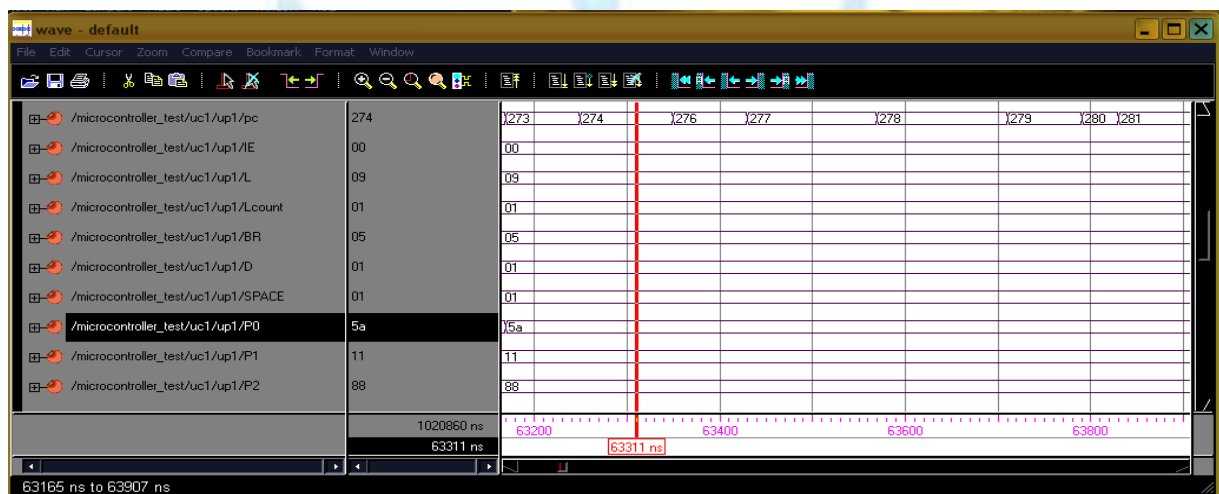 wave - default
File Edit Cursor Zoom Compare Bookmark Format Window
/microcontroller_test/uc1/up1/pc 274 273 274 276 277 278 279 280 281
/microcontroller_test/uc1/up1/IE 00 00
/microcontroller_test/uc1/up1/L 09 09
/microcontroller_test/uc1/up1/Lcount 01 01
/microcontroller_test/uc1/up1/BR 05 05
/microcontroller_test/uc1/up1/D 01 01
/microcontroller_test/uc1/up1/SPACE 01 01
/microcontroller_test/uc1/up1/P0 5a 5a
/microcontroller_test/uc1/up1/P1 11 11
/microcontroller_test/uc1/up1/P2 88 88
1020860 ns 63200 63400 63600 63800
63311 ns 63311 ns
63165 ns to 63907 ns